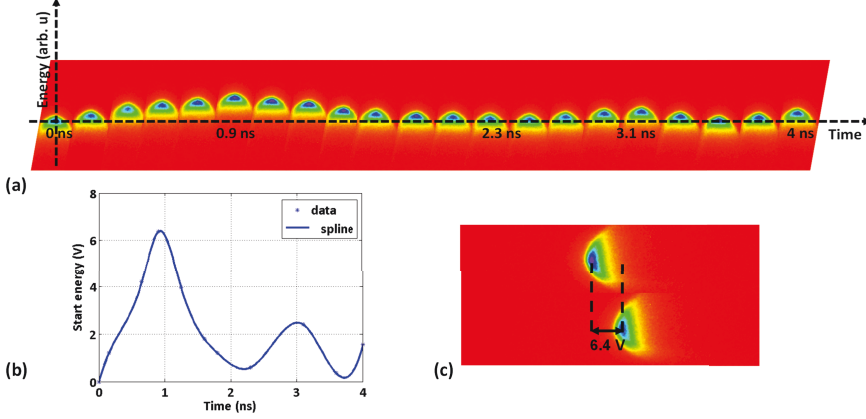 Energy (arb. u)
0 ns
0.9 ns
2.3 ns
3.1 ns
4 ns
Time
(a)
8
6
4
2
0
Start energy (V)
data
spline
0
1
2
3
4
Time (ns)
(b)
6.4 V
(c)